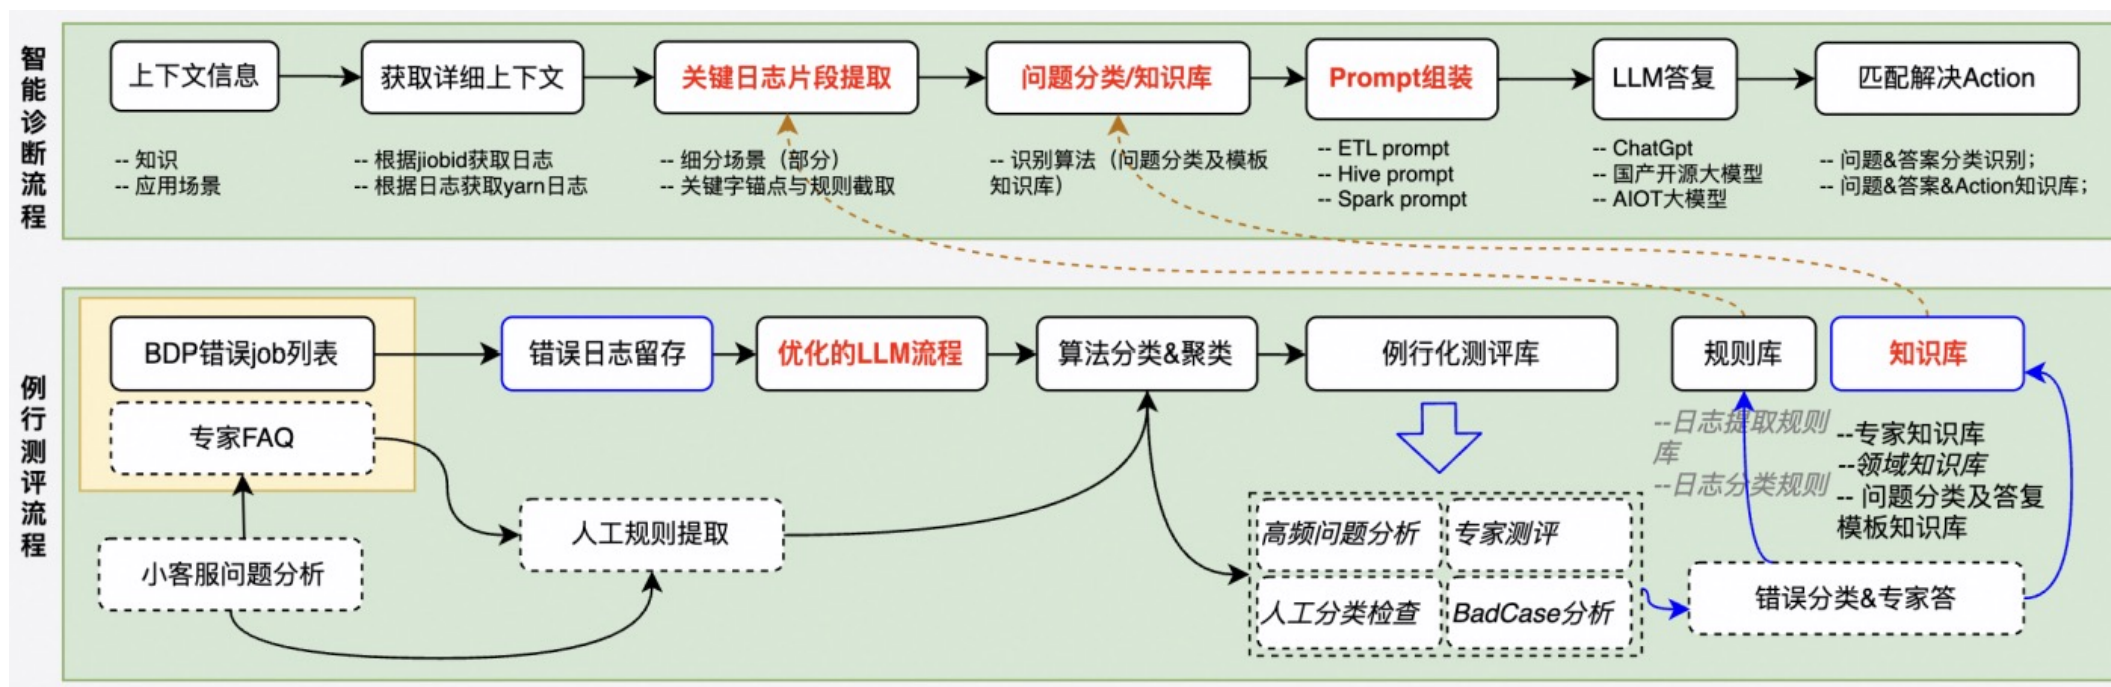 智能诊断流程
上下文信息
获取详细上下文
关键日志片段提取
问题分类/知识库
Prompt组装
LLM答复
匹配解决Action
-- 知识
-- 应用场景
-- 根据jiobid获取日志
-- 根据日志获取yarn日志
-- 细分场景（部分）
-- 关键字锚点与规则截取
-- 识别算法（问题分类及模板
知识库）
-- ETL prompt
-- Hive prompt
-- Spark prompt
-- ChatGpt
-- 国产开源大模型
-- AIOT大模型
-- 问题&答案分类识别；
-- 问题&答案&Action知识库；
例行测评流程
BDP错误job列表
错误日志留存
优化的LLM流程
算法分类&聚类
例行化测评库
规则库
知识库
专家FAQ
--日志提取规则
库
--日志分类规则
--专家知识库
--领域知识库
-- 问题分类及答复
模板知识库
人工规则提取
小客服问题分析
高频问题分析
专家测评
人工分类检查
BadCase分析
错误分类&专家答